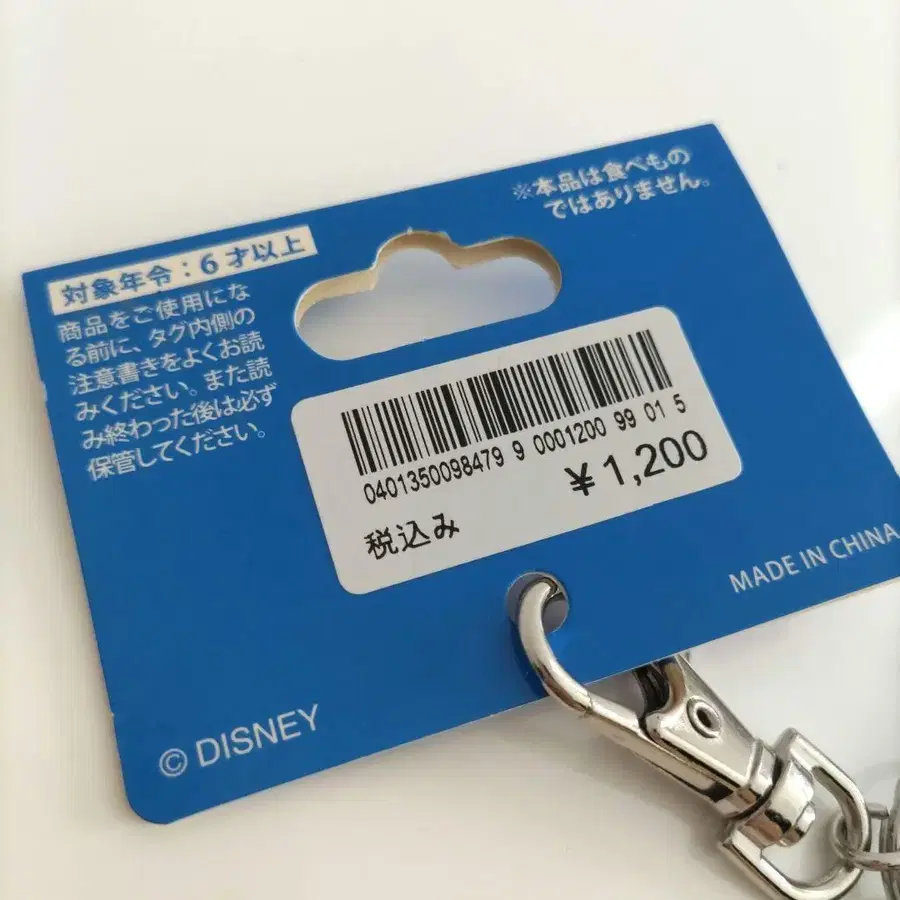 ※本品は食べもの
ではありません。
対象年令：6才以上
商品をご使用にな
る前に、タグ内側の
注意書きをよくお読
みください。また読
み終わった後は必ず
保管してください。
0401350098479 9 0001200 99 01 5
¥1,200
税込み
MADE IN CHINA
© DISNEY